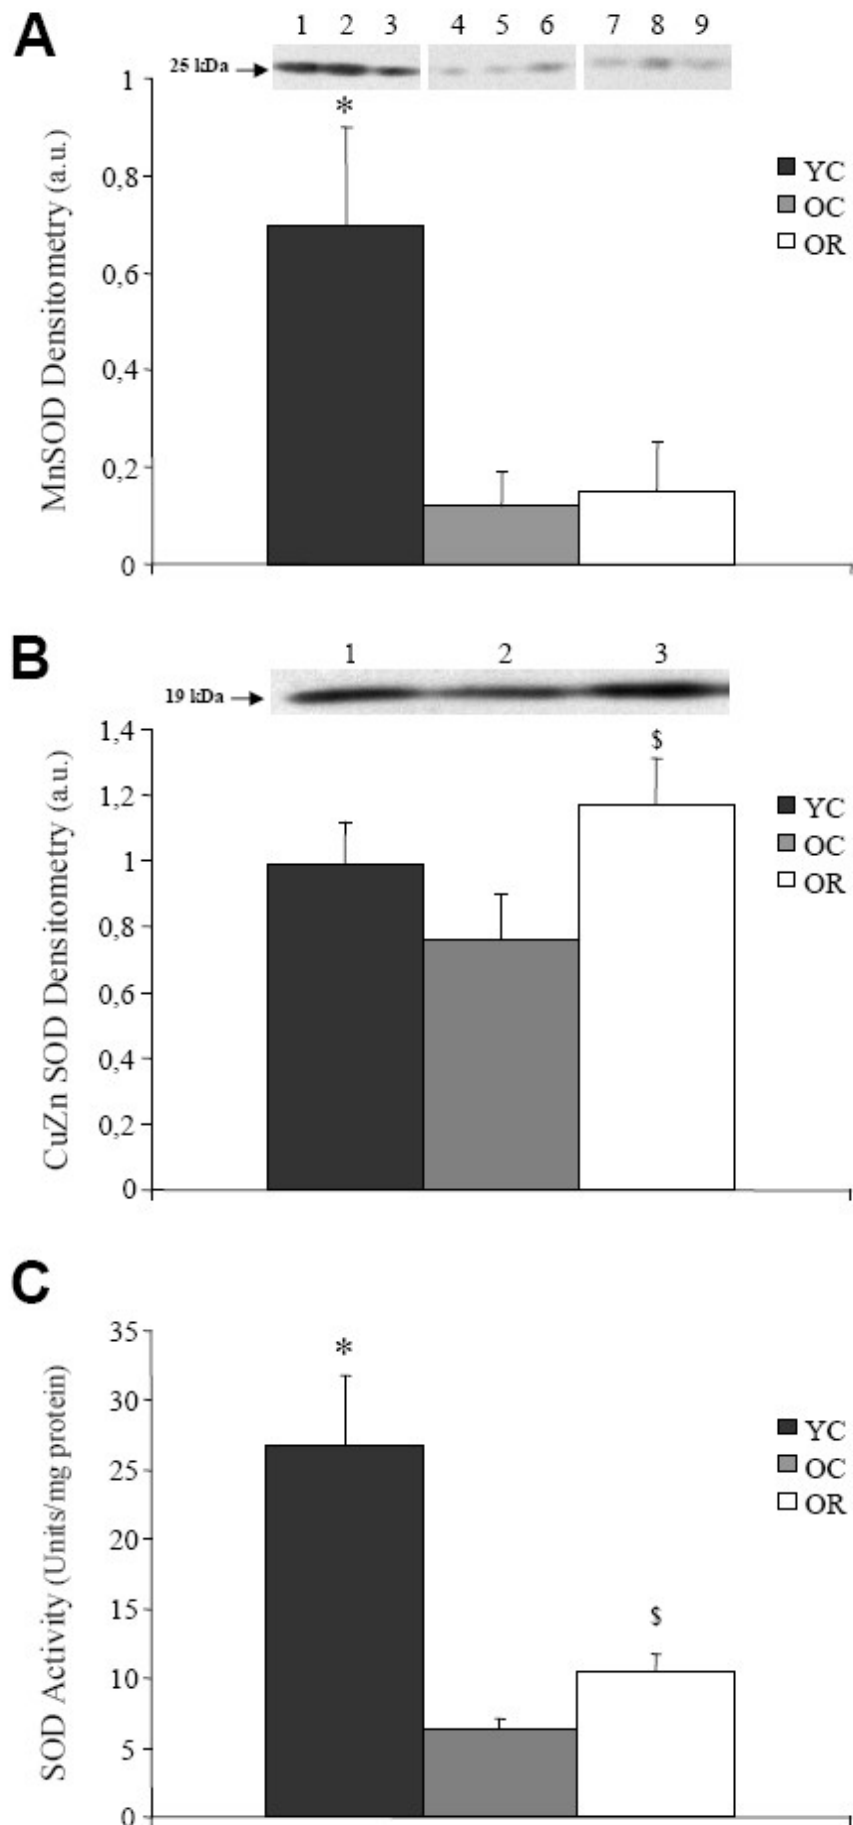 A
1 2 3 4 5 6 7 8 9
25 kDa
*
MnSOD Densitometry (a.u.)
1
0,8
0,6
0,4
0,2
0
YC
OC
OR
B
1 2 3
19 kDa
$
CuZn SOD Densitometry (a.u.)
1,4
1,2
1
0,8
0,6
0,4
0,2
0
YC
OC
OR
C
*
$
SOD Activity (Units/mg protein)
35
30
25
20
15
10
5
0
YC
OC
OR